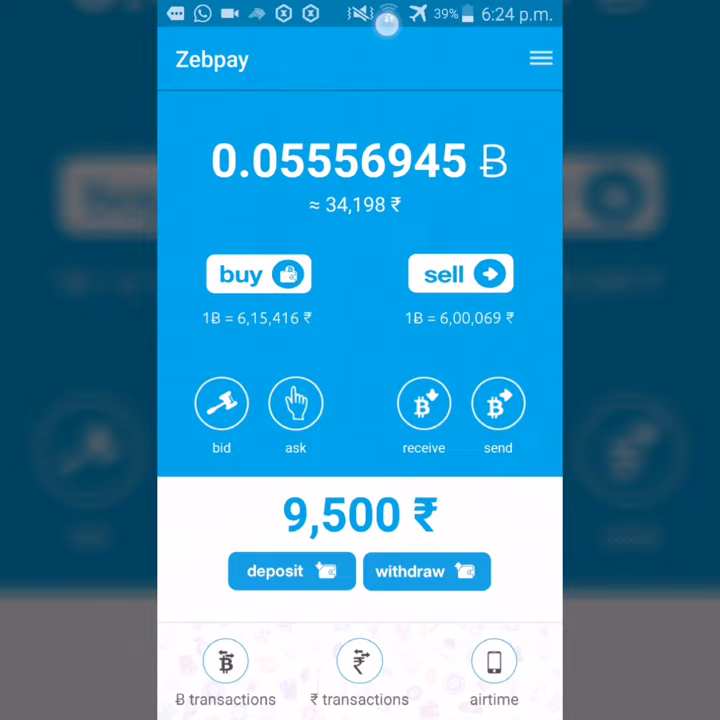 39% 6:24 p.m.
Zebpay
0.05556945 Ƀ
≈ 34,198 ₹
buy sell
1Ƀ = 6,15,416 ₹ 1Ƀ = 6,00,069 ₹
bid ask receive send
9,500 ₹
deposit withdraw
Ƀ transactions ₹ transactions airtime